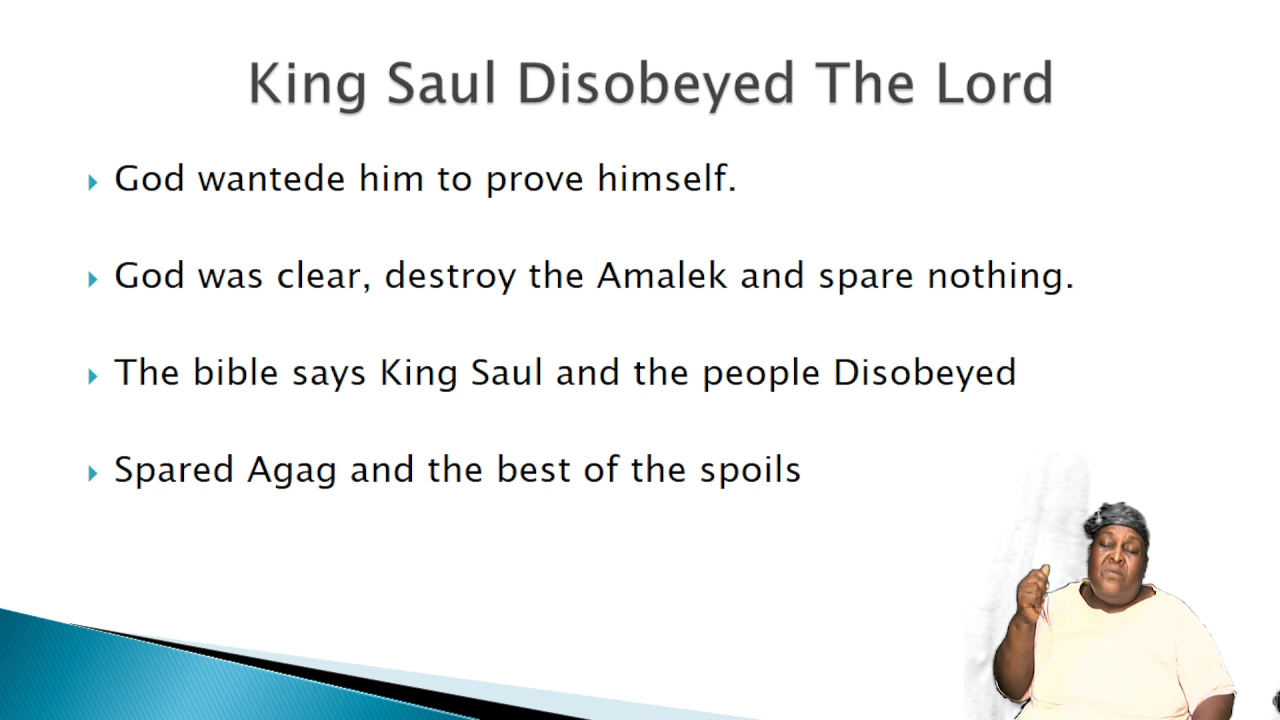 King Saul Disobeyed The Lord
God wantede him to prove himself.
God was clear, destroy the Amalek and spare nothing.
The bible says King Saul and the people Disobeyed
Spared Agag and the best of the spoils